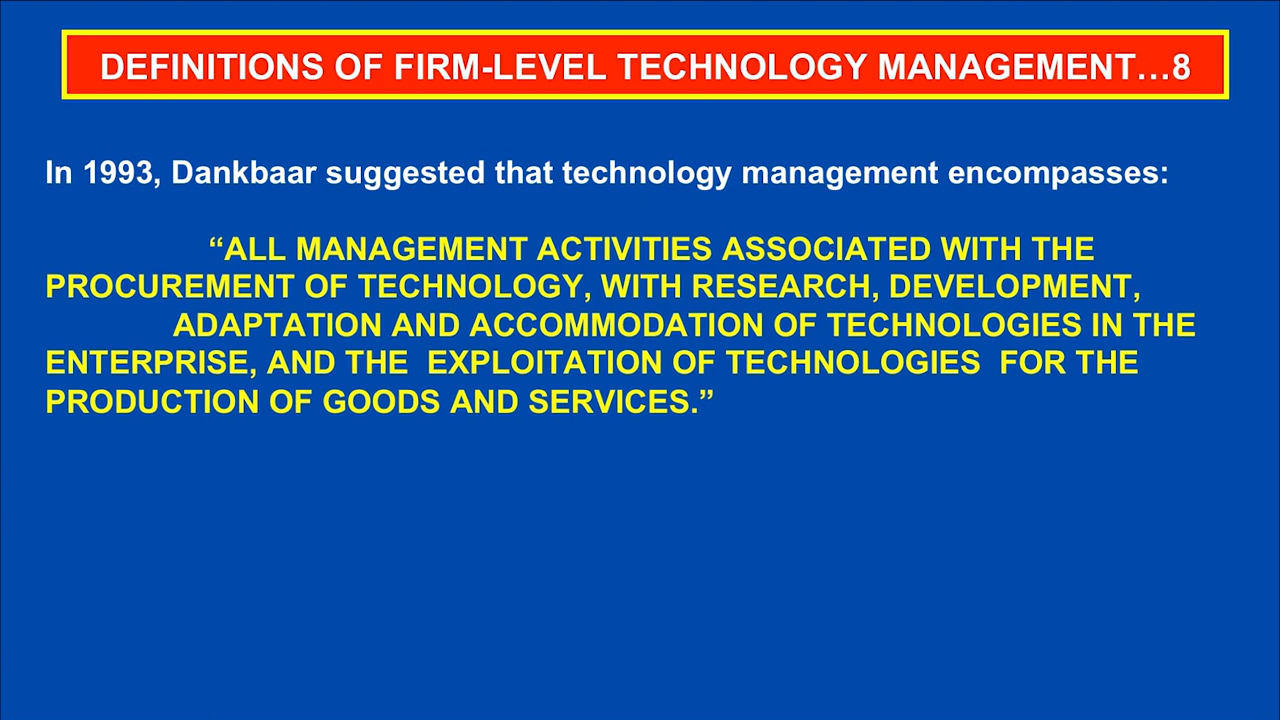 DEFINITIONS OF FIRM-LEVEL TECHNOLOGY MANAGEMENT…8
In 1993, Dankbaar suggested that technology management encompasses:
“ALL MANAGEMENT ACTIVITIES ASSOCIATED WITH THE
PROCUREMENT OF TECHNOLOGY, WITH RESEARCH, DEVELOPMENT,
ADAPTATION AND ACCOMMODATION OF TECHNOLOGIES IN THE
ENTERPRISE, AND THE EXPLOITATION OF TECHNOLOGIES FOR THE
PRODUCTION OF GOODS AND SERVICES.”